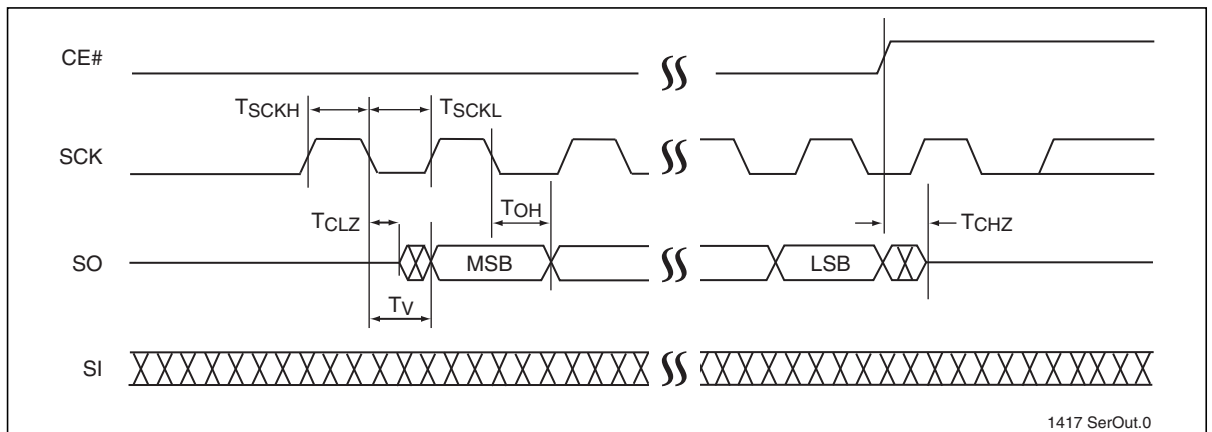 CE#
TSCKH TSCKL
SCK
TOH
TCLZ TCHZ
SO MSB LSB
TV
SI
1417 SerOut.0